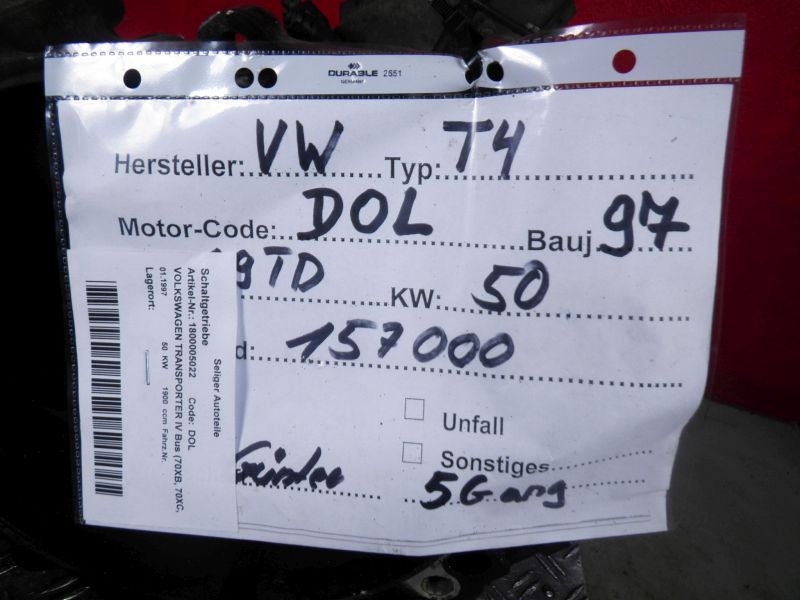 DURABLE 2651
GERMANY
Hersteller: VW Typ: T4
Motor-Code: DOL Bauj 97
9TD KW: 50
d: 157000
Unfall
Sonstiges
5Gang
Seliger Autoteile
Schaltgetriebe
Artikel-Nr.: 1800005022 Code: DOL
VOLKSWAGEN TRANSPORTER IV Bus (70XB, 70XC,
01.1997 50 KW 1900 ccm Fahrz.Nr.
Lagerort: